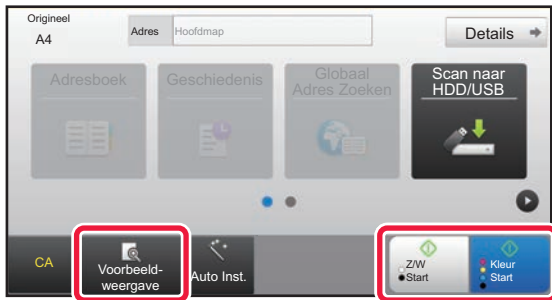 Origineel
A4
Adres Hoofdmap
Details
Adresboek
Geschiedenis
Globaal
Adres Zoeken
Scan naar
HDD/USB
CA
Voorbeeld-
weergave
Auto Inst.
Z/W
Start
Kleur
Start